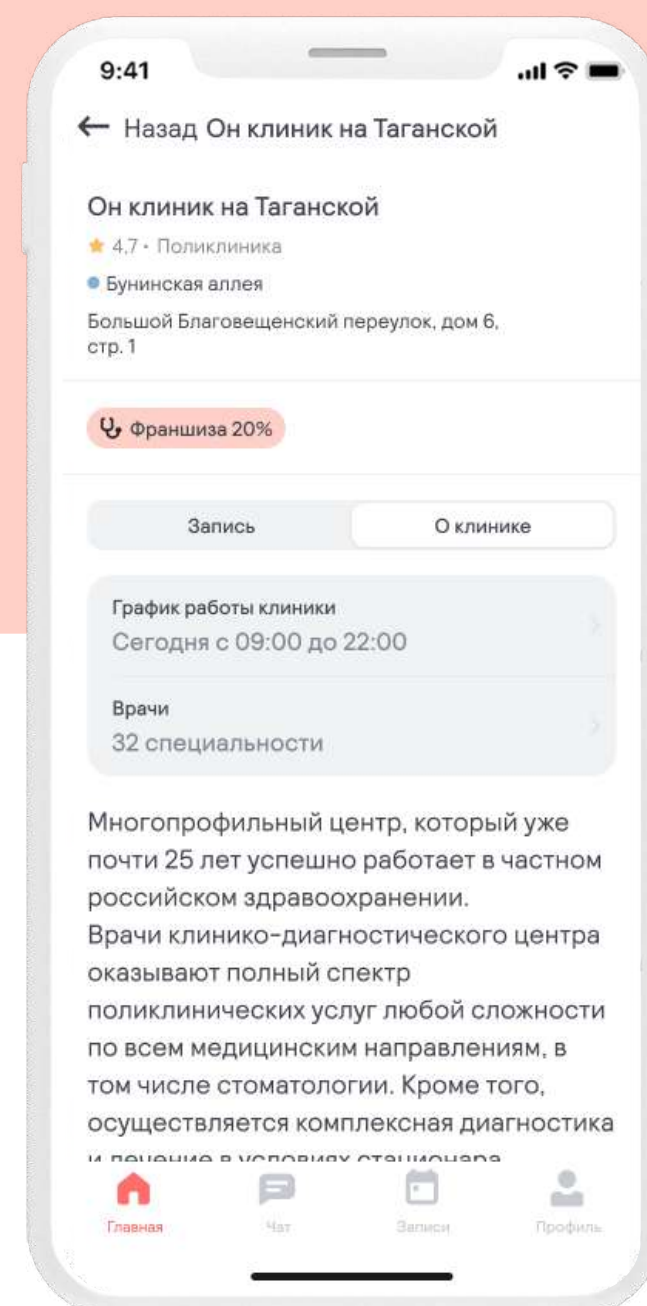 9:41
Назад Он клиник на Таганской
Он клиник на Таганской
4,7 • Поликлиника
Бунинская аллея
Большой Благовещенский переулок, дом 6,
стр. 1
Франшиза 20%
Запись
О клинике
График работы клиники
Сегодня с 09:00 до 22:00
Врачи
32 специальности
Многопрофильный центр, который уже
почти 25 лет успешно работает в частном
российском здравоохранении.
Врачи клинико-диагностического центра
оказывают полный спектр
поликлинических услуг любой сложности
по всем медицинским направлениям, в
том числе стоматологии. Кроме того,
осуществляется комплексная диагностика
и лечение в условиях стационара
Главная
Чат
Записи
Профиль